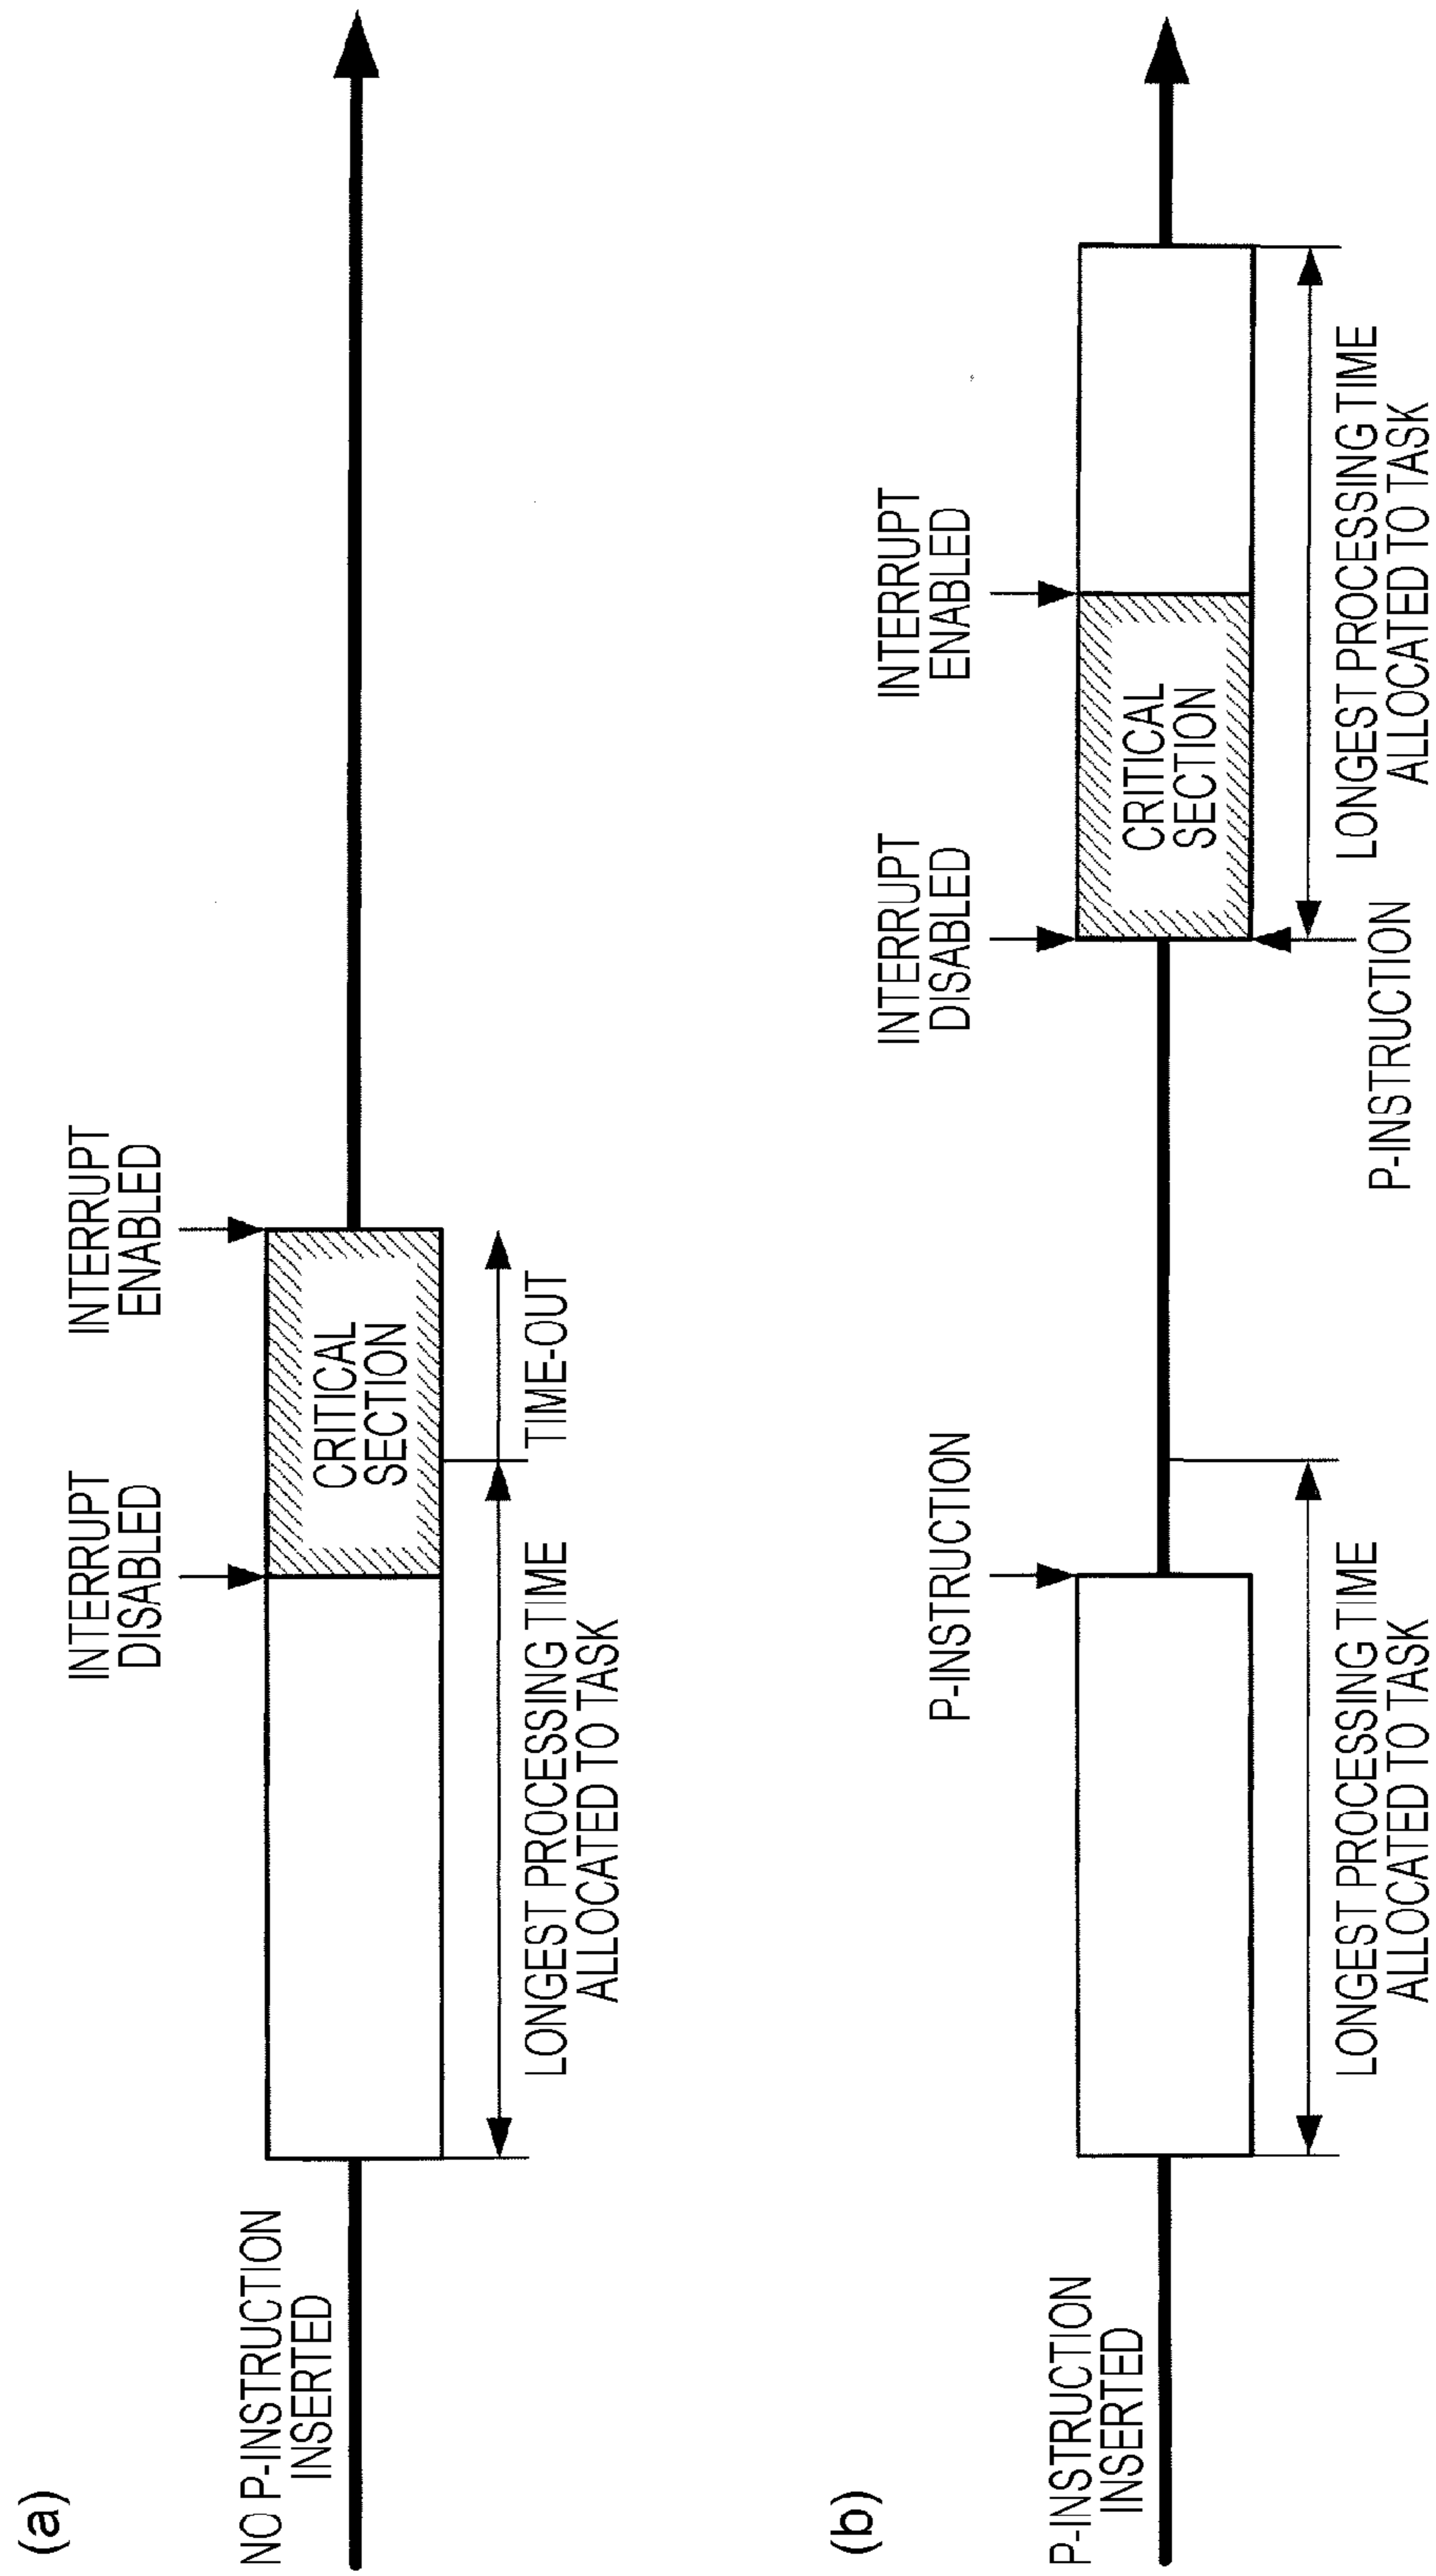 (a)
NO P-INSTRUCTION
INSERTED
INTERRUPT
DISABLED
INTERRUPT
ENABLED
CRITICAL
SECTION
LONGEST PROCESSING TIME
ALLOCATED TO TASK
TIME-OUT
(b)
P-INSTRUCTION
INSERTED
P-INSTRUCTION
INTERRUPT
DISABLED
INTERRUPT
ENABLED
CRITICAL
SECTION
LONGEST PROCESSING TIME
ALLOCATED TO TASK
P-INSTRUCTION
LONGEST PROCESSING TIME
ALLOCATED TO TASK